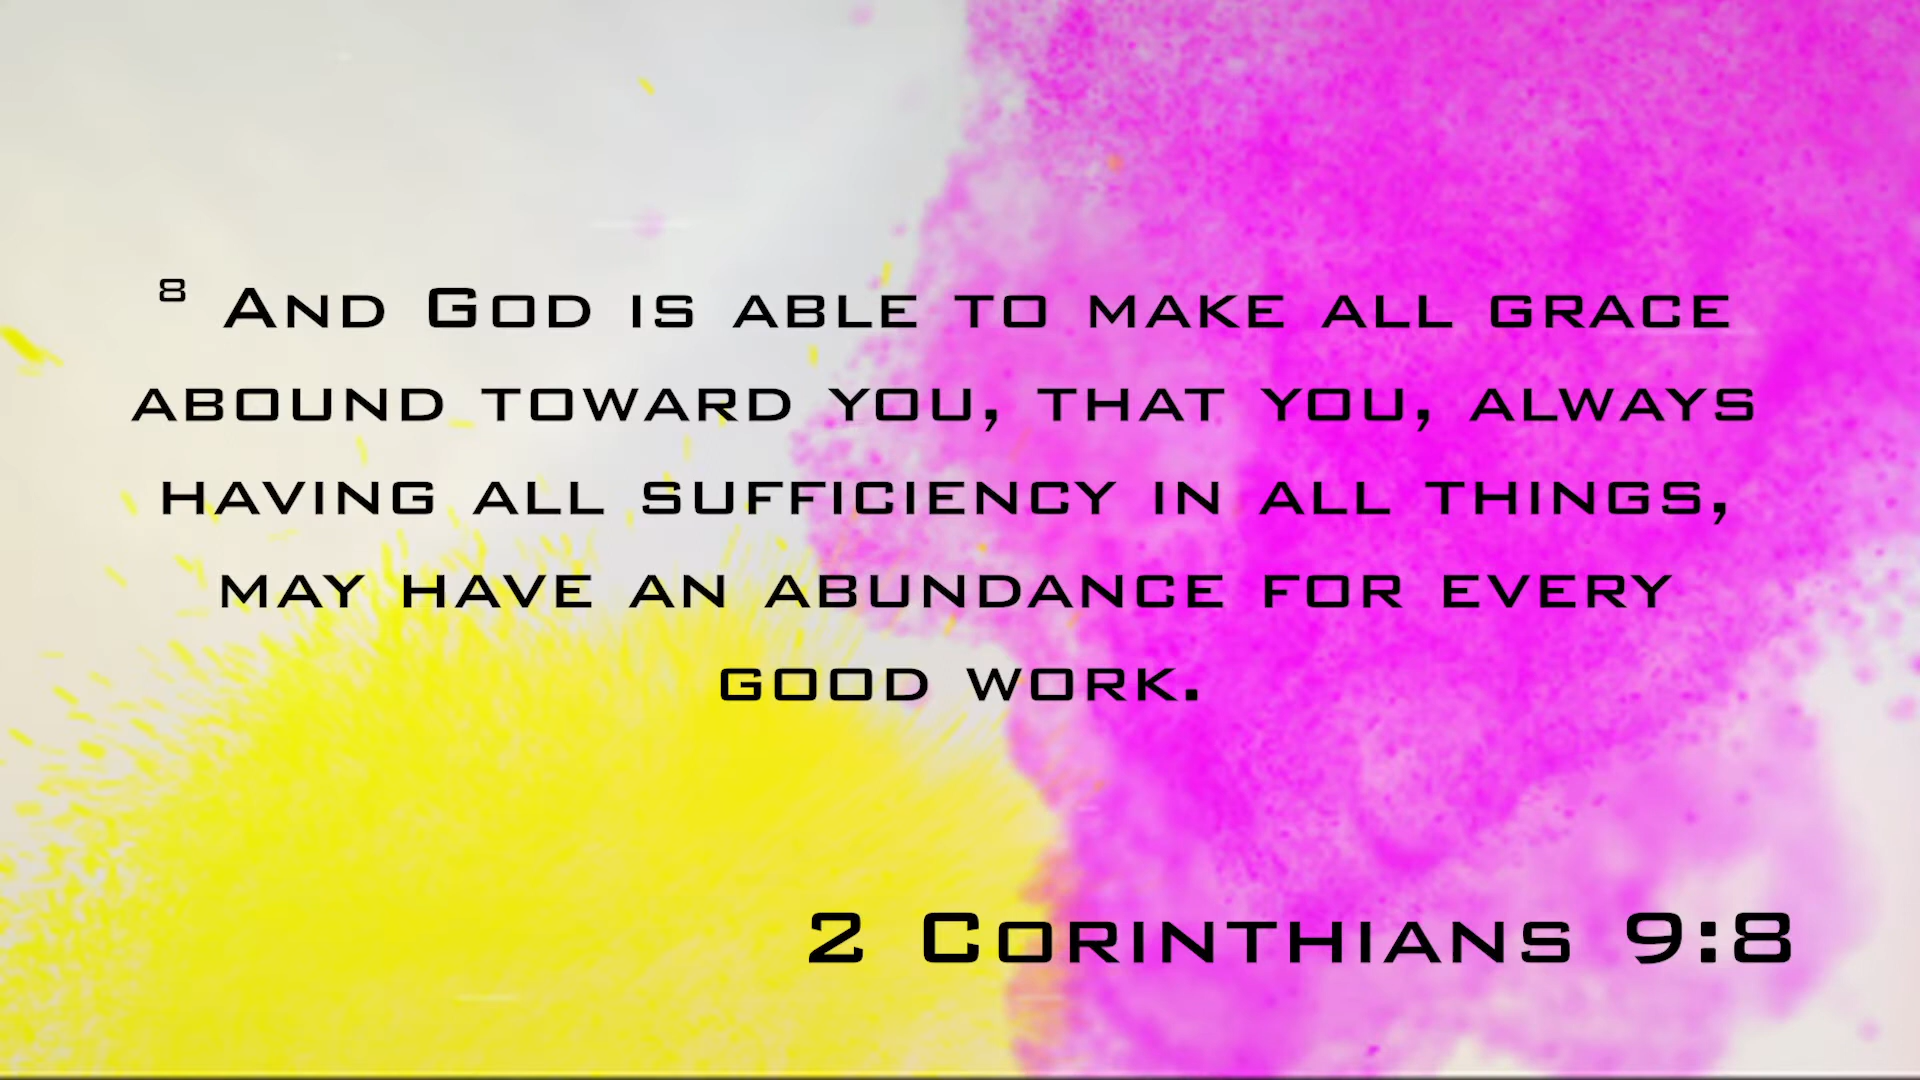 8 And God is able to make all grace
abound toward you, that you, always
having all sufficiency in all things,
may have an abundance for every
good work.
2 Corinthians 9:8